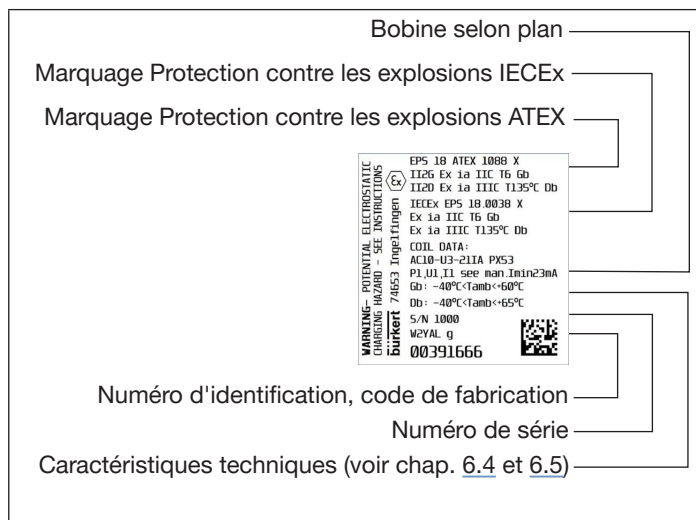 Bobine selon plan
Marquage Protection contre les explosions IECEx
Marquage Protection contre les explosions ATEX
WARNING– POTENTIAL ELECTROSTATIC
CHARGING HAZARD – SEE INSTRUCTIONS
bürkert 74653 Ingelfingen
Ex
EPS 18 ATEX 1088 X
II2G Ex ia IIC T6 Gb
II2D Ex ia IIIC T135°C Db
IECEx EPS 18.0038 X
Ex ia IIC T6 Gb
Ex ia IIIC T135°C Db
COIL DATA:
AC10-U3-21IA PX53
P1,U1,I1 see man.Imin23mA
Gb: -40°C<Tamb<+60°C
Db: -40°C<Tamb<+65°C
S/N 1000
W2YAL g
00391666
Numéro d'identification, code de fabrication
Numéro de série
Caractéristiques techniques (voir chap. 6.4 et 6.5)